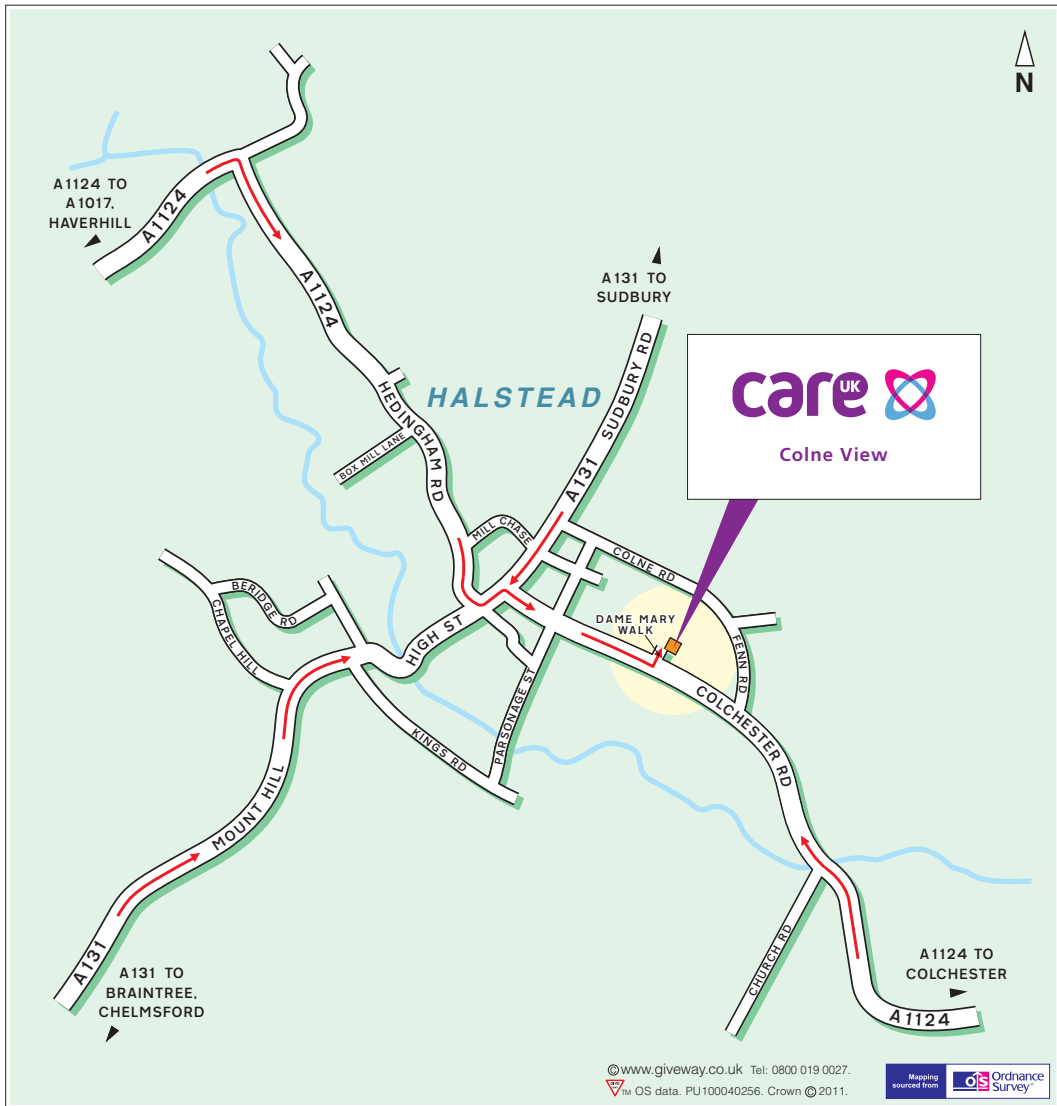 N
A1124 TO
A1017,
HAVERHILL
A1124
A1124
A131 TO
SUDBURY
HALSTEAD
SUDBURY RD
A131
care UK
Colne View
HEDINGHAM RD
BOX MILL LANE
MILL CHASE
COLNE RD
BERIDGE RD
CHAPEL HILL
HIGH ST
DAME MARY
WALK
FENN RD
PARSONAGE ST
KINGS RD
COLCHESTER RD
MOUNT HILL
A131
A131 TO
BRAINTREE,
CHELMSFORD
CHURCH RD
A1124 TO
COLCHESTER
A1124
© www.giveway.co.uk Tel: 0800 019 0027.
GIVE WAY TM OS data. PU100040256. Crown © 2011.
Mapping
sourced from
OS Ordnance
Survey®